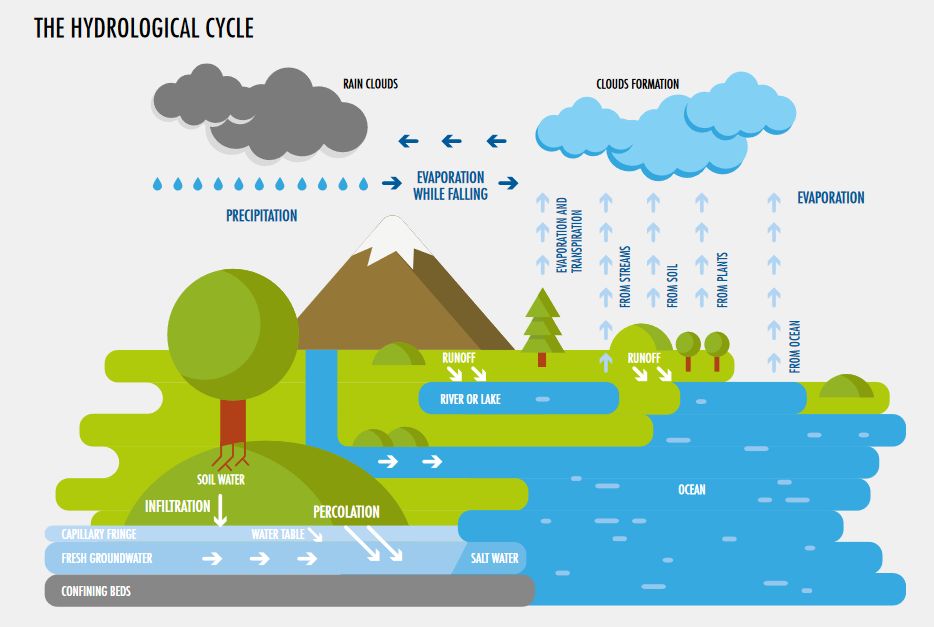 THE HYDROLOGICAL CYCLE
RAIN CLOUDS
CLOUDS FORMATION
EVAPORATION
WHILE FALLING
PRECIPITATION
EVAPORATION
EVAPORATION AND
TRANSPIRATION
FROM STREAMS
FROM SOIL
FROM PLANTS
FROM OCEAN
RUNOFF
RUNOFF
RIVER OR LAKE
SOIL WATER
INFILTRATION
PERCOLATION
OCEAN
CAPILLARY FRINGE
WATER TABLE
FRESH GROUNDWATER
SALT WATER
CONFINING BEDS